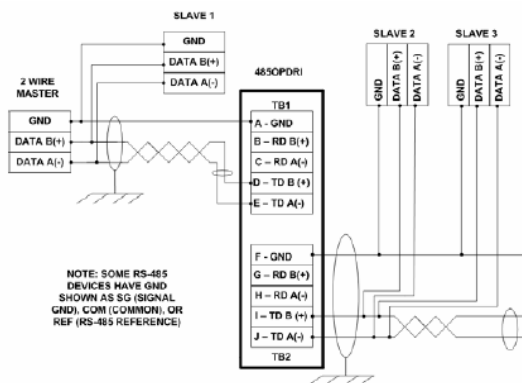 SLAVE 1
GND
DATA B(+)
DATA A(-)
2 WIRE
MASTER
GND
DATA B(+)
DATA A(-)
485OPDRI
TB1
A - GND
B – RD B(+)
C – RD A(-)
D – TD B (+)
E – TD A(-)
F - GND
G – RD B(+)
H – RD A(-)
I – TD B (+)
J – TD A(-)
TB2
SLAVE 2
GND
DATA B(+)
DATA A(-)
SLAVE 3
GND
DATA B(+)
DATA A(-)
NOTE: SOME RS-485
DEVICES HAVE GND
SHOWN AS SG (SIGNAL
GND), COM (COMMON), OR
REF (RS-485 REFERENCE)